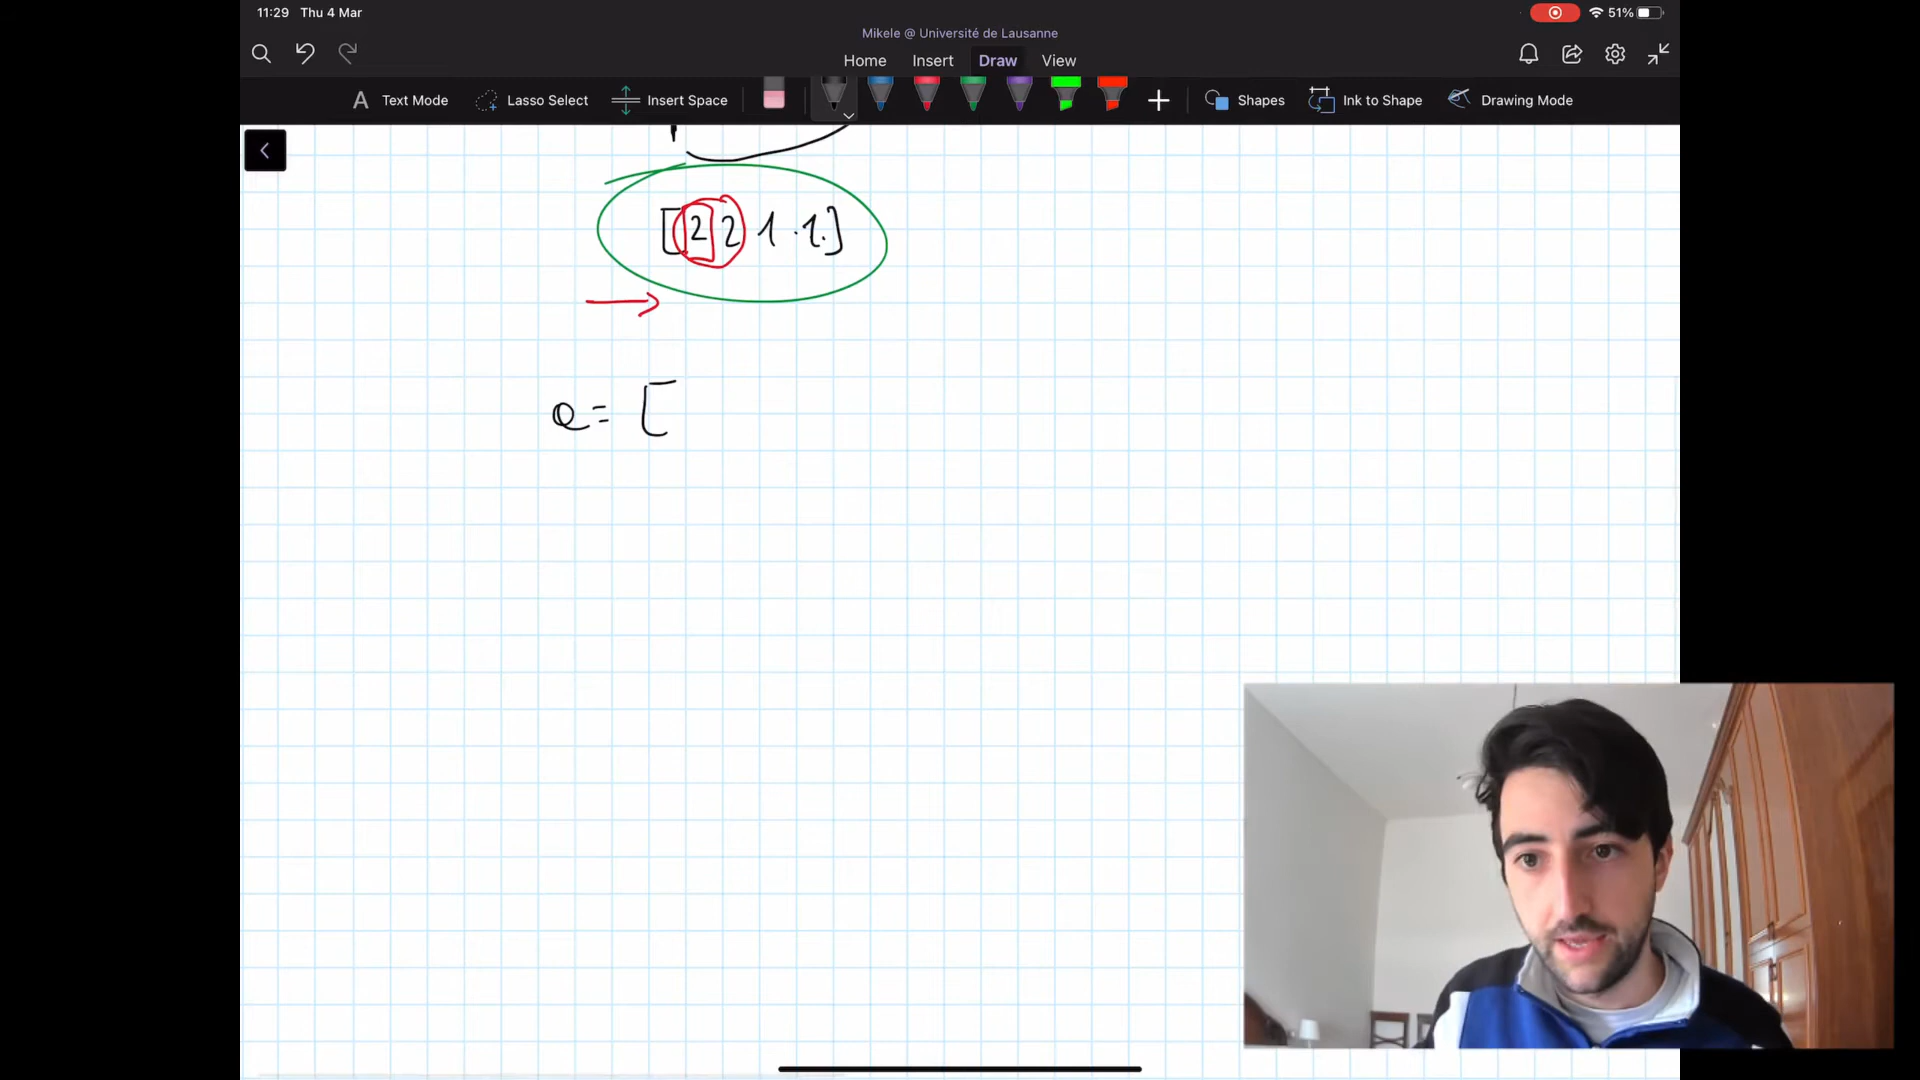 11:29 Thu 4 Mar
51%
Mikele @ Université de Lausanne
Home Insert Draw View
A Text Mode Lasso Select Insert Space Shapes Ink to Shape Drawing Mode
[2 2 1 . 1 .]
a = [